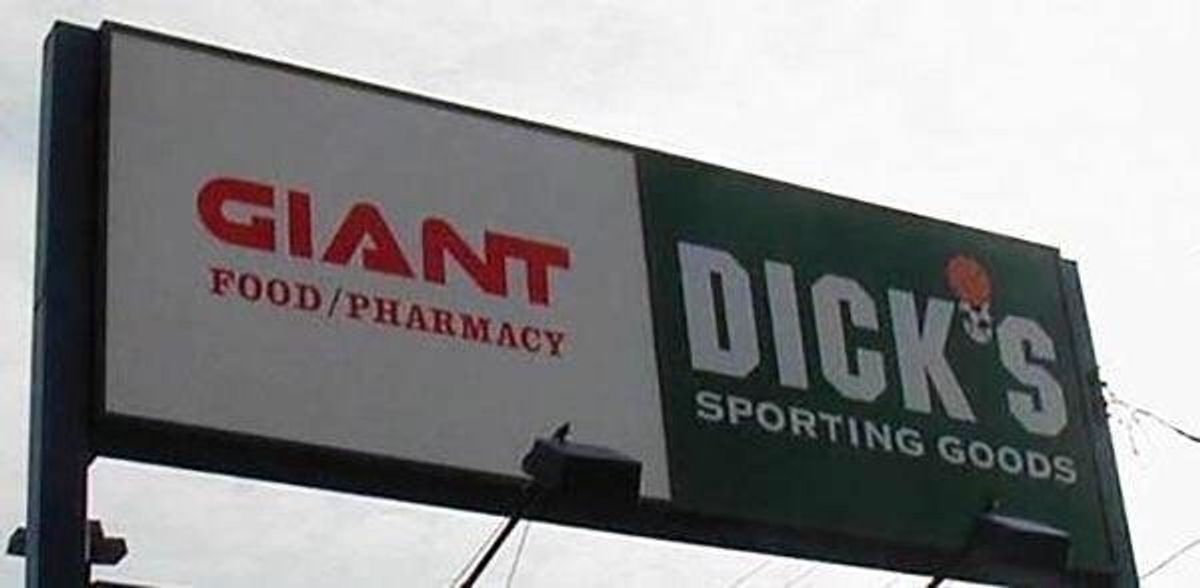 GIANT
FOOD/PHARMACY
DICK'S
SPORTING GOODS